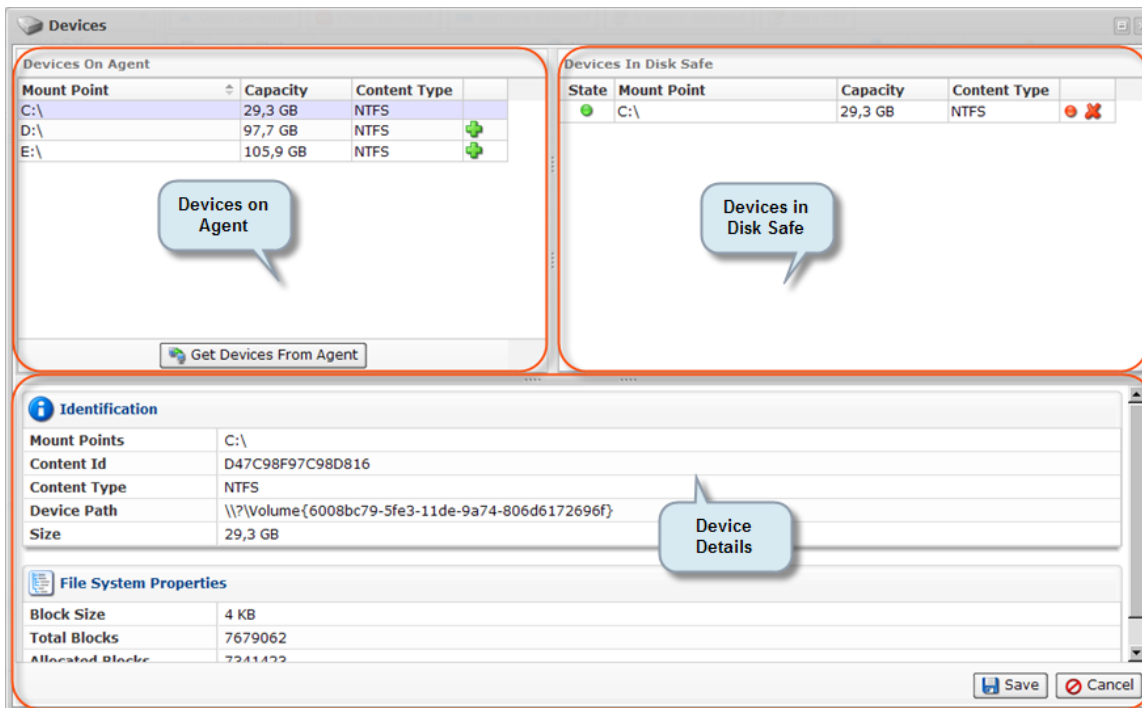 Devices
Devices On Agent
Mount Point Capacity Content Type
C:\ 29,3 GB NTFS
D:\ 97,7 GB NTFS
E:\ 105,9 GB NTFS
Devices on
Agent
Get Devices From Agent
Devices In Disk Safe
State Mount Point Capacity Content Type
C:\ 29,3 GB NTFS
Devices in
Disk Safe
Identification
Mount Points C:\
Content Id D47C98F97C98D816
Content Type NTFS
Device Path \\?\Volume{6008bc79-5fe3-11de-9a74-806d6172696f}
Size 29,3 GB
Device
Details
File System Properties
Block Size 4 KB
Total Blocks 7679062
Allocated Blocks 7341423
Save Cancel